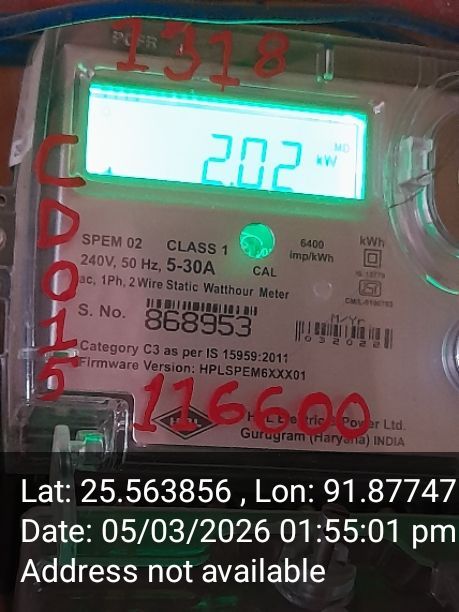 1318
2.02 MD kW
CD015
SPEM 02 CLASS 1 6400 imp/kWh kWh
240V, 50 Hz, 5-30A CAL
ac, 1Ph, 2 Wire Static Watthour Meter
S. No. 868953 M/Yr
032022
Category C3 as per IS 15959:2011
Firmware Version: HPLSPEM6XXX01
116600
HPL Electric & Power Ltd.
Gurugram (Haryana) INDIA
Lat: 25.563856 , Lon: 91.87747
Date: 05/03/2026 01:55:01 pm
Address not available